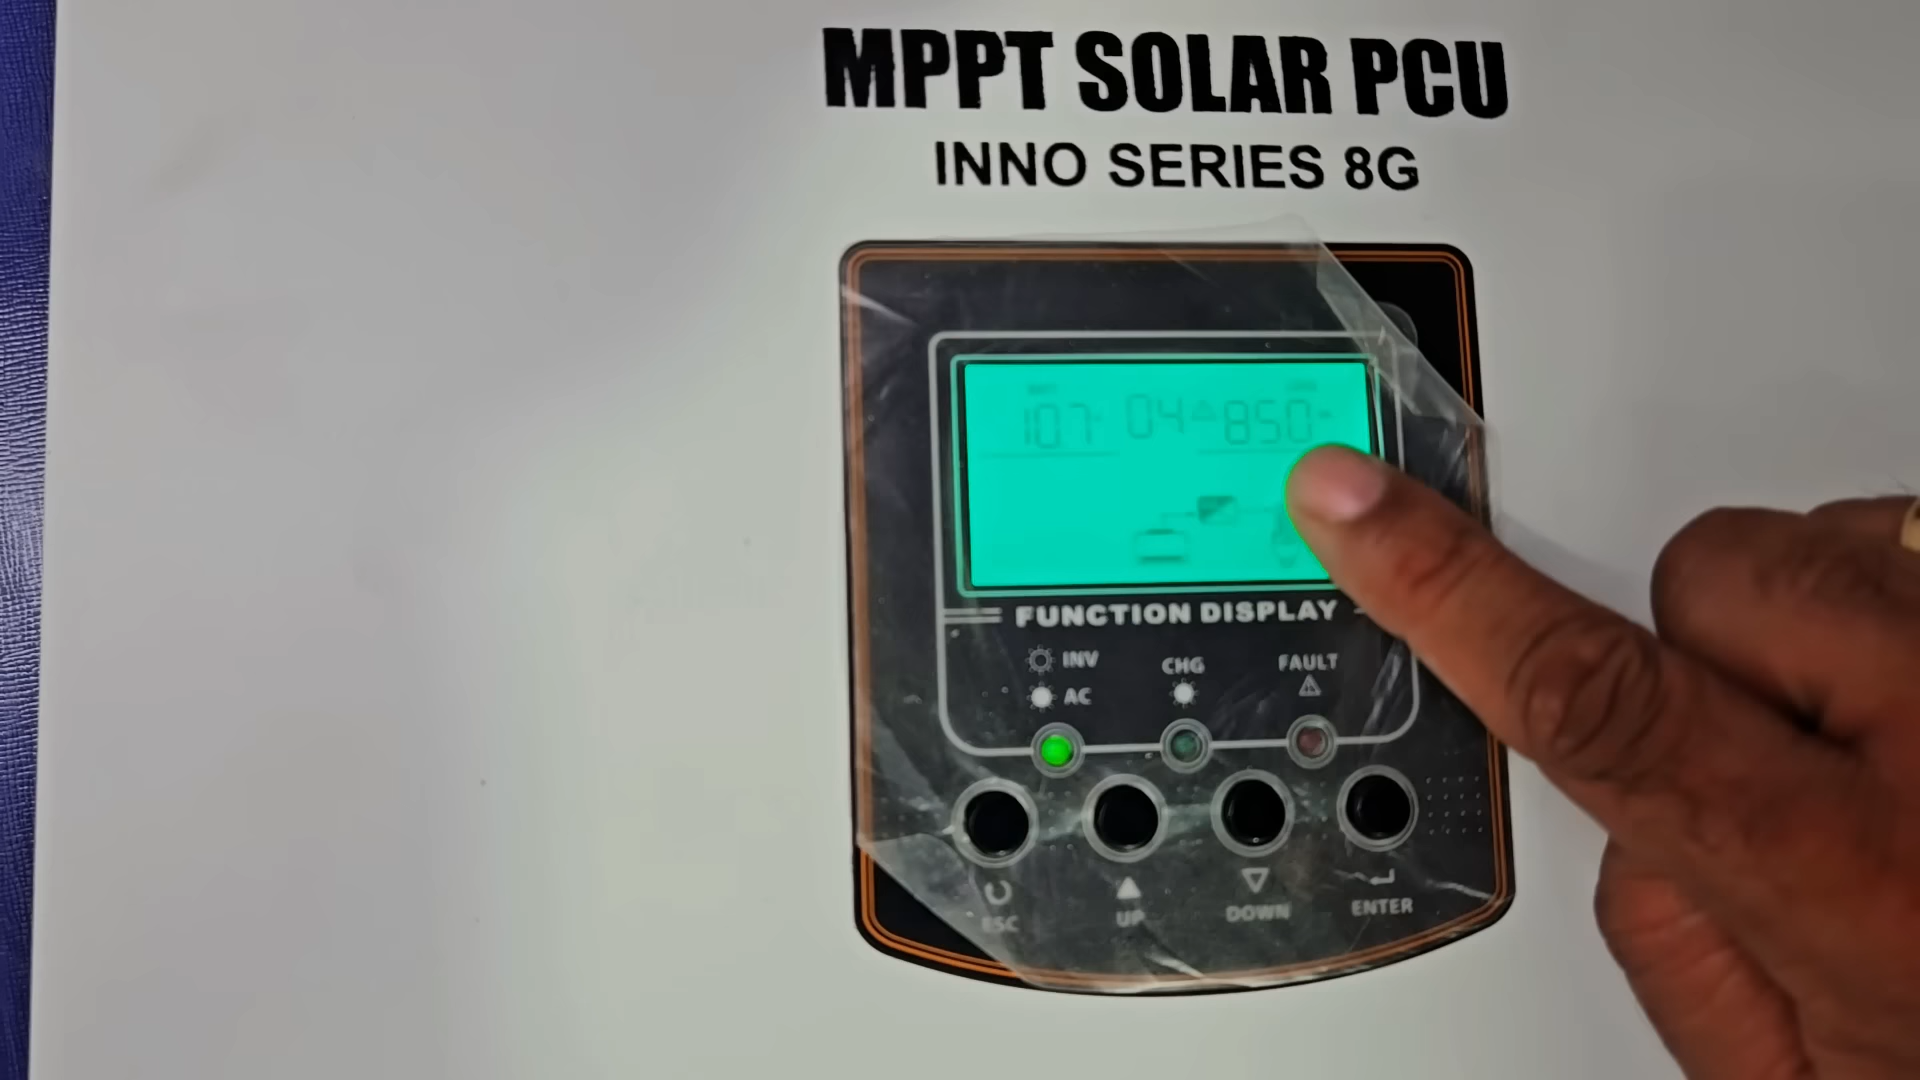 MPPT SOLAR PCU
INNO SERIES 8G
107 04 850
FUNCTION DISPLAY
INV
CHG
FAULT
AC
ESC
UP
DOWN
ENTER